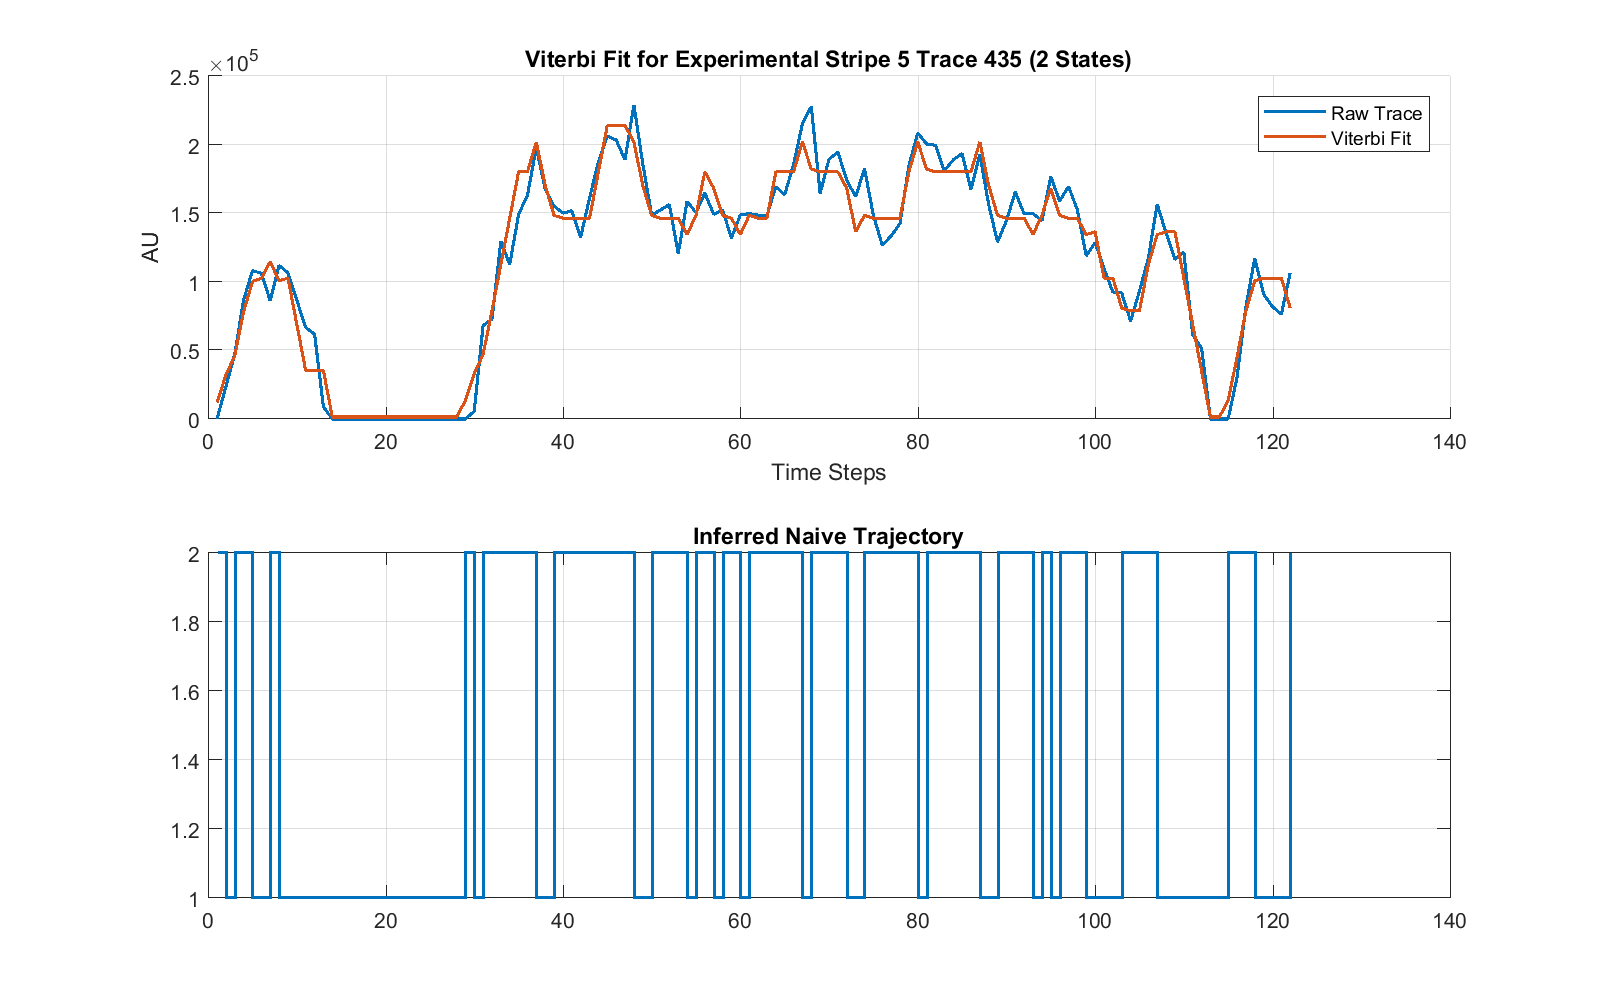 Viterbi Fit for Experimental Stripe 5 Trace 435 (2 States)
×10^5
2.5
2
1.5
1
0.5
0
AU
Raw Trace
Viterbi Fit
0 20 40 60 80 100 120 140
Time Steps
Inferred Naive Trajectory
2
1.8
1.6
1.4
1.2
1
0 20 40 60 80 100 120 140